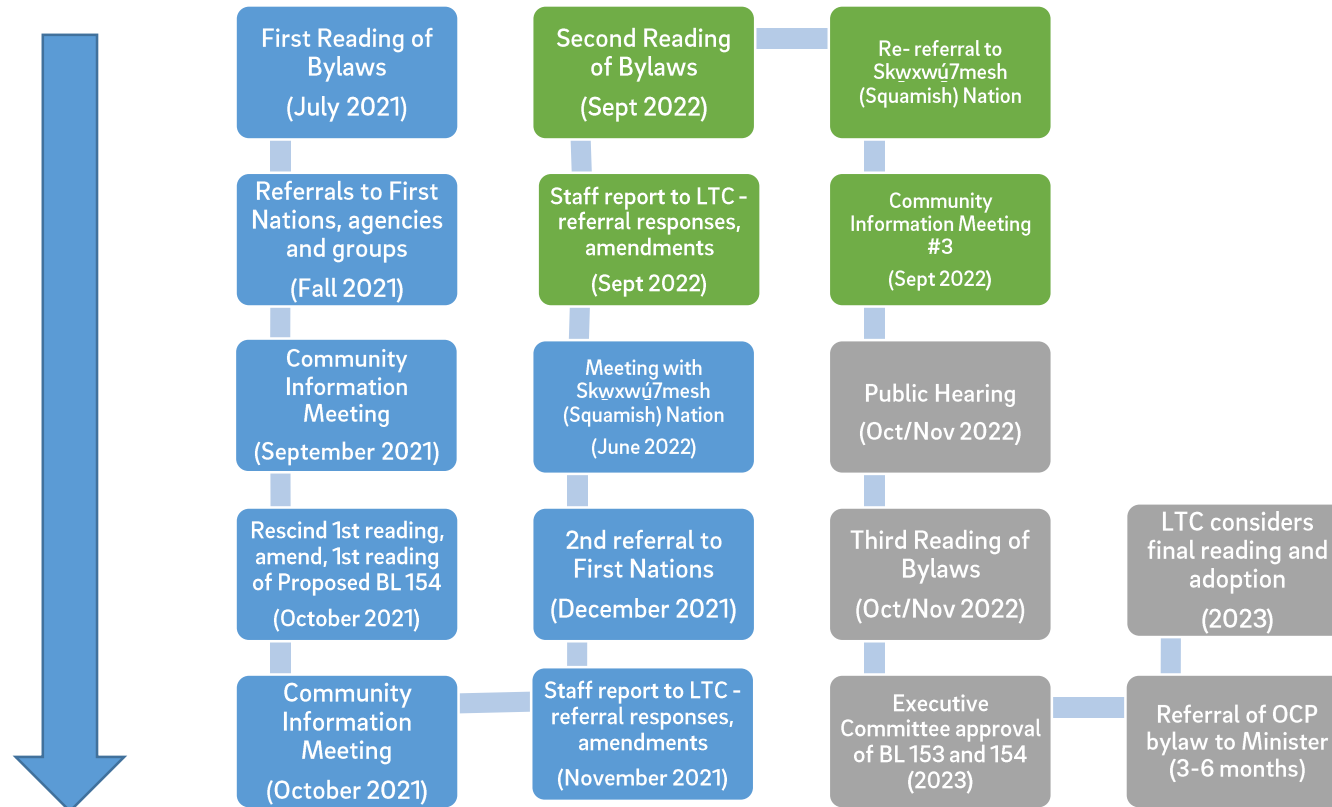 First Reading of
Bylaws
(July 2021)
Referrals to First
Nations, agencies
and groups
(Fall 2021)
Community
Information
Meeting
(September 2021)
Rescind 1st reading,
amend, 1st reading
of Proposed BL 154
(October 2021)
Community
Information
Meeting
(October 2021)
Second Reading
of Bylaws
(Sept 2022)
Staff report to LTC -
referral responses,
amendments
(Sept 2022)
Meeting with
Skw̲xwú̲7mesh
(Squamish) Nation
(June 2022)
2nd referral to
First Nations
(December 2021)
Staff report to LTC -
referral responses,
amendments
(November 2021)
Re- referral to
Skw̲xwú̲7mesh
(Squamish) Nation
Community
Information Meeting
#3
(Sept 2022)
Public Hearing
(Oct/Nov 2022)
Third Reading of
Bylaws
(Oct/Nov 2022)
Executive
Committee approval
of BL 153 and 154
(2023)
LTC considers
final reading and
adoption
(2023)
Referral of OCP
bylaw to Minister
(3-6 months)